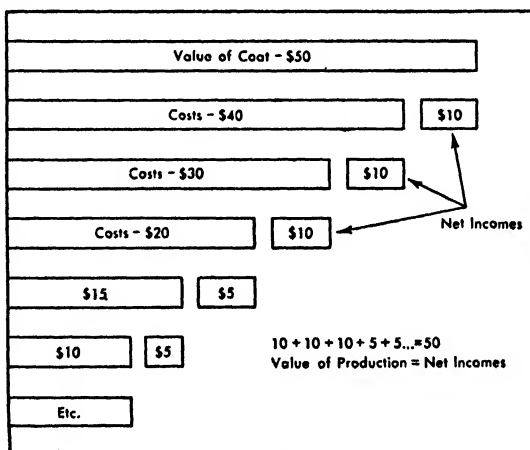 Value of Coat - $50
Costs - $40
$10
Costs - $30
$10
Costs - $20
$10
Net Incomes
$15
$5
$10
$5
10 + 10 + 10 + 5 + 5...=50
Value of Production = Net Incomes
Etc.